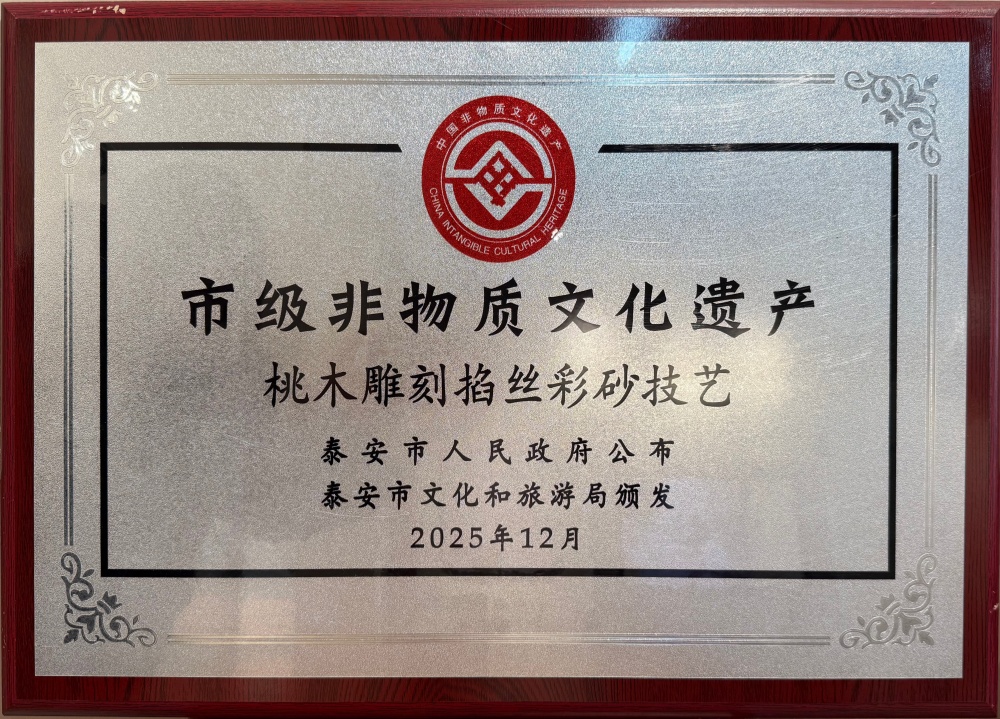 中国非物质文化遗产
CHINA INTANGIBLE CULTURAL HERITAGE
市级非物质文化遗产
桃木雕刻掐丝彩砂技艺
泰安市人民政府公布
泰安市文化和旅游局颁发
2025年12月